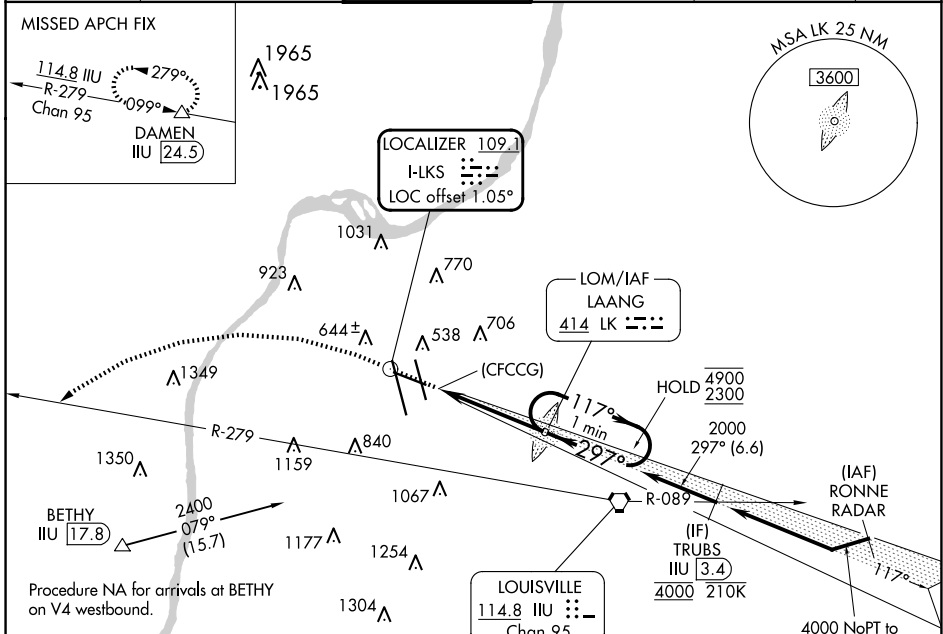 MISSED APCH FIX
114.8 IIU
R-279
Chan 95
279°
099°
DAMEN
IIU 24.5
1965
1965
LOCALIZER 109.1
I-LKS
LOC offset 1.05°
MSA LK 25 NM
3600
1031
923
770
644±
538
706
1349
LOM/IAF
LAANG
414 LK
(CFCCG)
HOLD 4900
2300
117°
1 min
297°
2000
297° (6.6)
R-279
1350
1159
840
1067
R-089
(IAF)
RONNE
RADAR
BETHY
IIU 17.8
2400
079°
(15.7)
1177
1254
1304
(IF)
TRUBS
IIU 3.4
4000 210K
117°
Procedure NA for arrivals at BETHY
on V4 westbound.
LOUISVILLE
114.8 IIU
Chan 95
4000 NoPT to